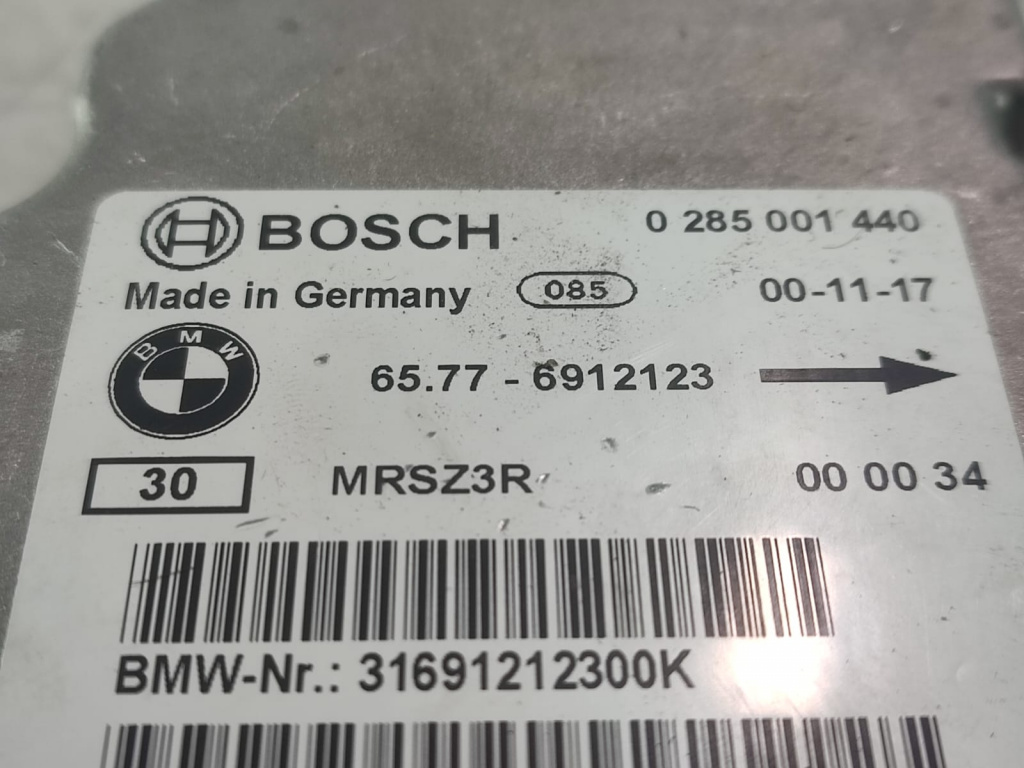 BOSCH 0 285 001 440
Made in Germany 085 00-11-17
BMW
65.77 - 6912123
30 MRSZ3R 00 00 34
BMW-Nr.: 31691212300K